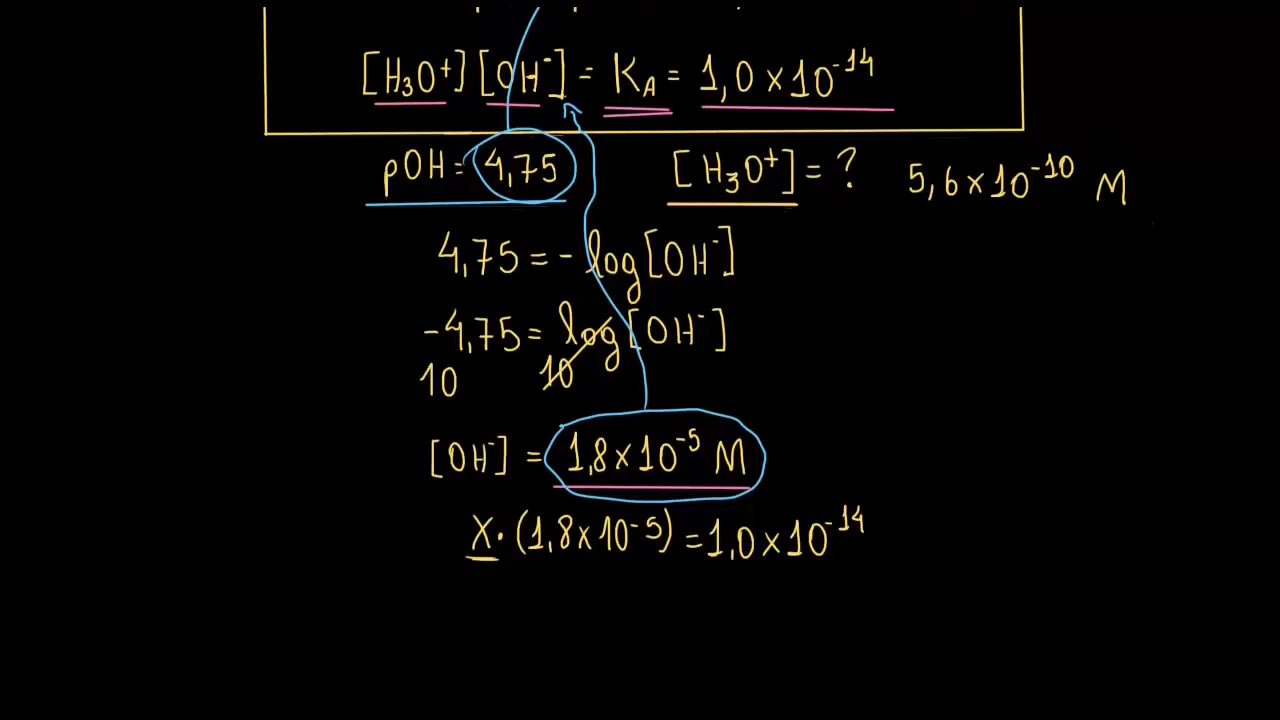 [H₃O⁺][OH⁻] = K_A = 1,0 × 10⁻¹⁴
pOH = 4,75 [H₃O⁺] = ? 5,6 × 10⁻¹⁰ M
4,75 = - log[OH⁻]
-4,75 = log[OH⁻]
10 10
[OH⁻] = 1,8 × 10⁻⁵ M
X · (1,8 × 10⁻⁵) = 1,0 × 10⁻¹⁴